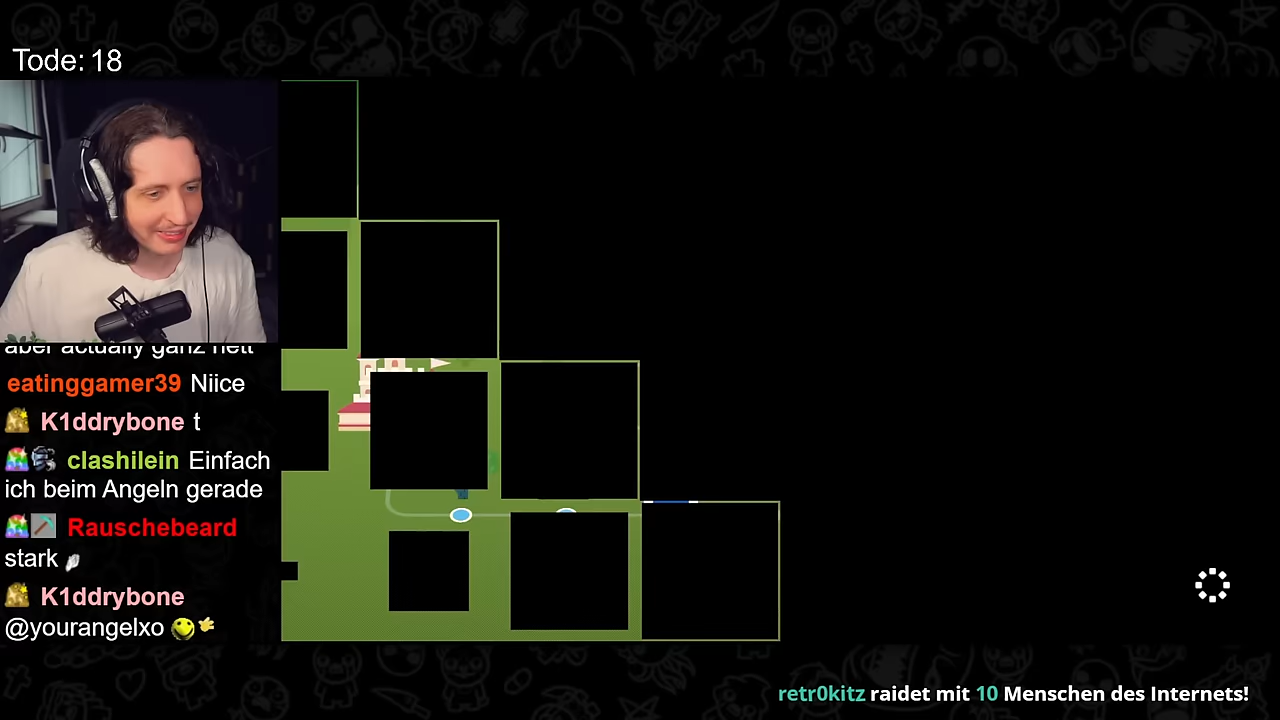 Tode: 18
aber actually ganz nett
eatinggamer39 Niice
K1ddrybone t
clashilein Einfach
ich beim Angeln gerade
Rauschebeard
stark
K1ddrybone
@yourangelxo
retr0kitz raidet mit 10 Menschen des Internets!